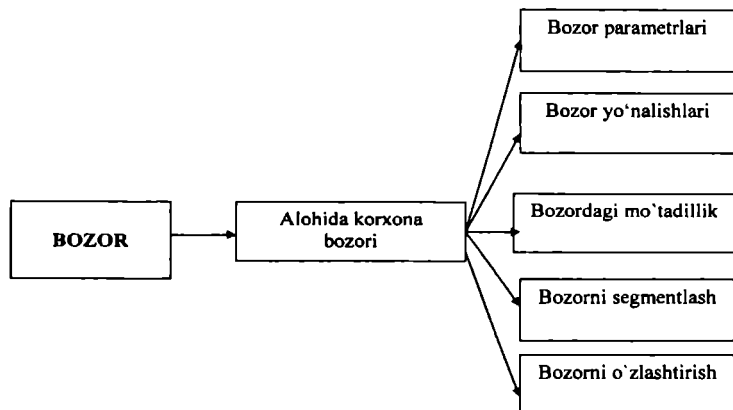 BOZOR
Alohida korxona
bozori
Bozor parametrlari
Bozor yo‘nalishlari
Bozordagi mo`tadillik
Bozorni segmentlash
Bozorni o`zlashtirish